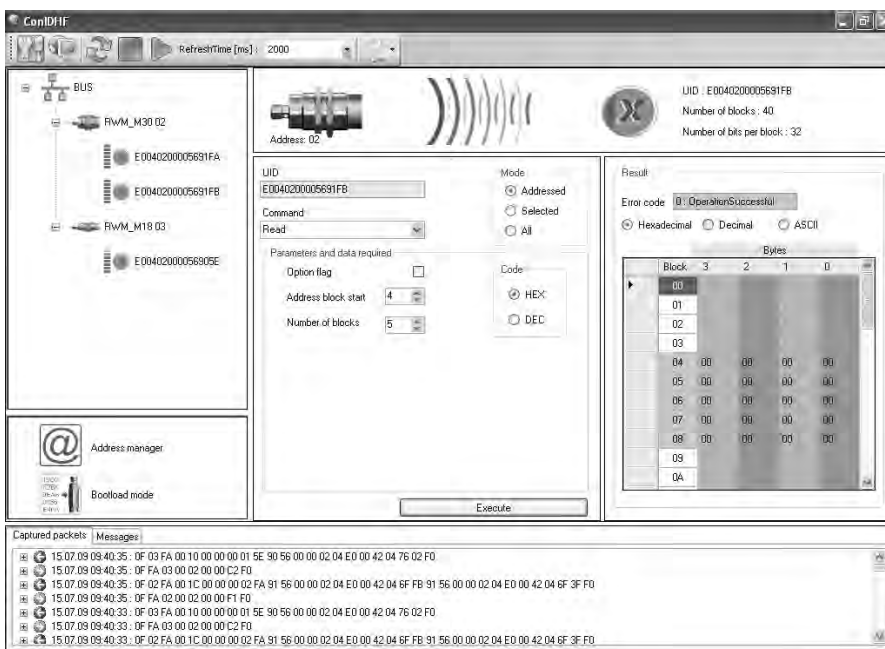 ConIDHF
RefreshTime [ms] : 2000
BUS
RWM_M30 02
E0040200005691FA
E0040200005691FB
RWM_M18 03
E00402000056905E
Address manager
Bootload mode
Address: 02
UID : E0040200005691FB
Number of blocks : 40
Number of bits per block : 32
UID
E0040200005691FB
Command
Read
Mode
Addressed
Selected
All
Parameters and data required
Option flag
Address block start 4
Number of blocks 5
Code
HEX
DEC
Execute
Result
Error code 0 : OperationSuccessful
Hexadecimal Decimal ASCII
Bytes
Block 3 2 1 0
00
01
02
03
04 00 00 00 00
05 00 00 00 00
06 00 00 00 00
07 00 00 00 00
08 00 00 00 00
09
0A
Captured packets Messages
15.07.09 09:40:35 : 0F 03 FA 00 10 00 00 00 01 5E 90 56 00 00 02 04 E0 00 42 04 76 02 F0
15.07.09 09:40:35 : 0F FA 03 00 02 00 00 C2 F0
15.07.09 09:40:35 : 0F 02 FA 00 1C 00 00 00 02 FA 91 56 00 00 02 04 E0 00 42 04 6F FB 91 56 00 00 02 04 E0 00 42 04 6F 3F F0
15.07.09 09:40:35 : 0F FA 02 00 02 00 00 F1 F0
15.07.09 09:40:33 : 0F 03 FA 00 10 00 00 00 01 5E 90 56 00 00 02 04 E0 00 42 04 76 02 F0
15.07.09 09:40:33 : 0F FA 03 00 02 00 00 C2 F0
15.07.09 09:40:33 : 0F 02 FA 00 1C 00 00 00 02 FA 91 56 00 00 02 04 E0 00 42 04 6F FB 91 56 00 00 02 04 E0 00 42 04 6F 3F F0